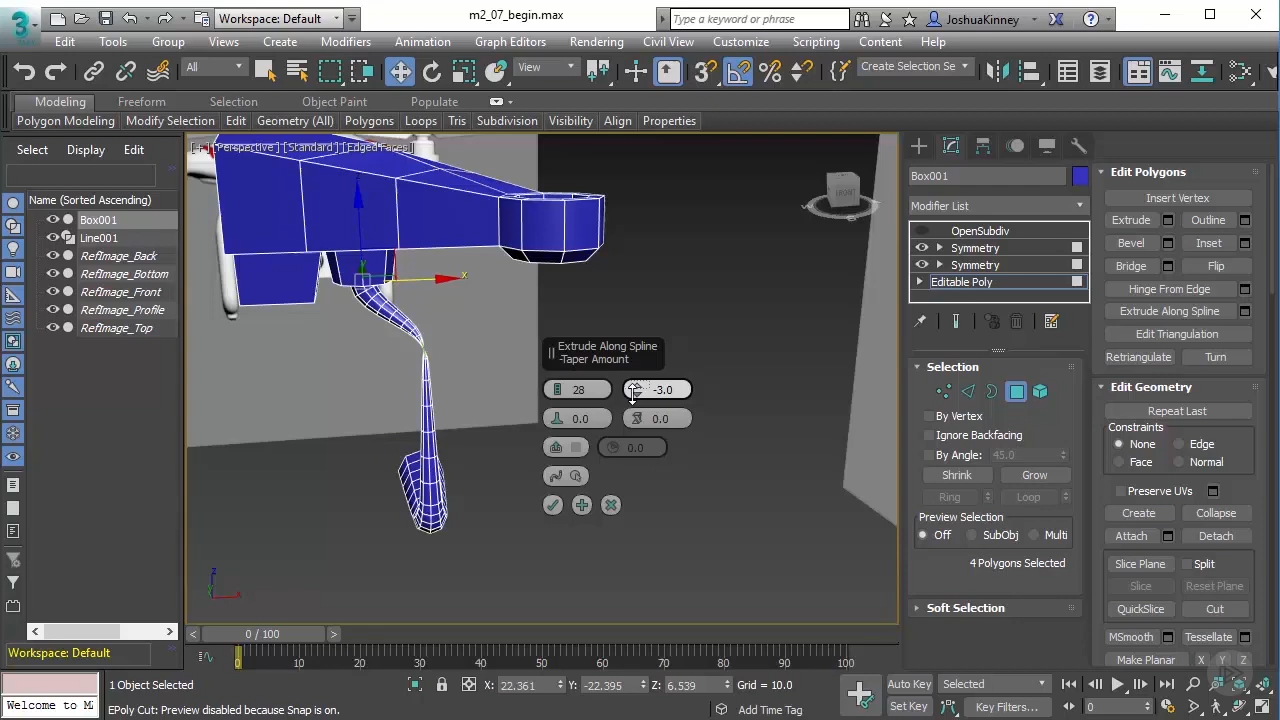 3 MAX
Workspace: Default
m2_07_begin.max
Type a keyword or phrase
JoshuaKinney
Edit Tools Group Views Create Modifiers Animation Graph Editors Rendering Civil View Customize Scripting Content Help
All
View
Create Selection Se
Modeling Freeform Selection Object Paint Populate
Polygon Modeling Modify Selection Edit Geometry (All) Polygons Loops Tris Subdivision Visibility Align Properties
Select Display Edit
Name (Sorted Ascending)
Box001
Line001
RefImage_Back
RefImage_Bottom
RefImage_Front
RefImage_Profile
RefImage_Top
Workspace: Default
[+] [Perspective] [Standard] [Edged Faces]
FRONT
z
x
Extrude Along Spline
-Taper Amount
28 -3.0
0.0 0.0
0.0
z
x
Box001
Modifier List
OpenSubdiv
Symmetry
Symmetry
Editable Poly
Selection
By Vertex
Ignore Backfacing
By Angle: 45.0
Shrink Grow
Ring Loop
Preview Selection
Off SubObj Multi
4 Polygons Selected
Soft Selection
Edit Polygons
Insert Vertex
Extrude Outline
Bevel Inset
Bridge Flip
Hinge From Edge
Extrude Along Spline
Edit Triangulation
Retriangulate Turn
Edit Geometry
Repeat Last
Constraints
None Edge
Face Normal
Preserve UVs
Create Collapse
Attach Detach
Slice Plane Split
Slice Reset Plane
QuickSlice Cut
MSmooth Tessellate
Make Planar X Y Z
< 0 / 100 >
0 10 20 30 40 50 60 70 80 90 100
Welcome to MA
1 Object Selected
X: 22.361 Y: -22.395 Z: 6.539 Grid = 10.0
EPoly Cut: Preview disabled because Snap is on.
Add Time Tag
Auto Key Selected
Set Key Key Filters...
0